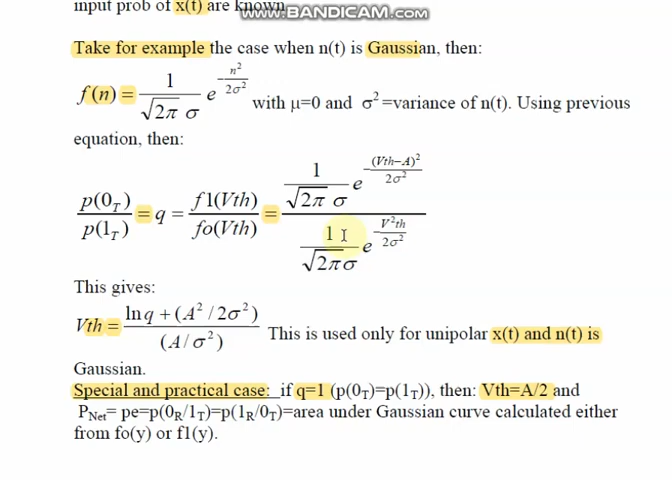 input prob of x(t) are known
WWW.BANDICAM.COM
Take for example the case when n(t) is Gaussian, then:
f(n) = 1/(√2π σ) e^(-n²/2σ²) with μ=0 and σ²=variance of n(t). Using previous
equation, then:
p(0T)/p(1T) = q = f1(Vth)/fo(Vth) = (1/(√2π σ) e^(-(Vth-A)²/2σ²))/(1/(√2πσ) e^(-V²th/2σ²))
This gives:
Vth = (ln q + (A²/2σ²))/(A/σ²) This is used only for unipolar x(t) and n(t) is
Gaussian.
Special and practical case: if q=1 (p(0T)=p(1T)), then: Vth=A/2 and
PNet= pe=p(0R/1T)=p(1R/0T)=area under Gaussian curve calculated either
from fo(y) or f1(y).